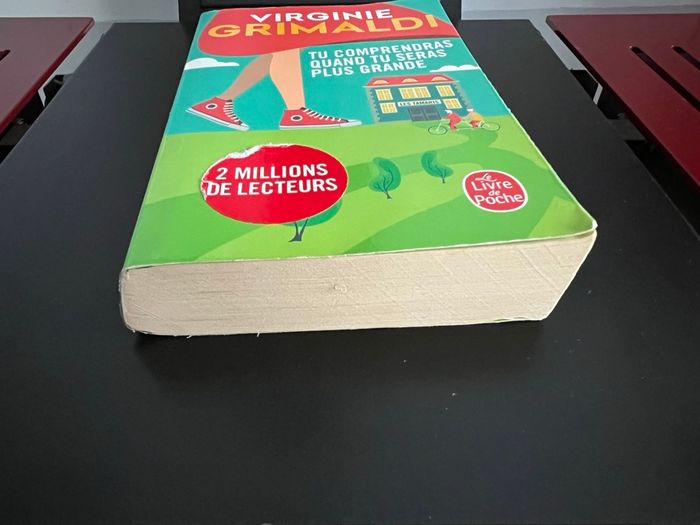 VIRGINIE
GRIMALDI
TU COMPRENDRAS
QUAND TU SERAS
PLUS GRANDE
LES TAMARIS
2 MILLIONS
DE LECTEURS
Le
Livre
de
Poche